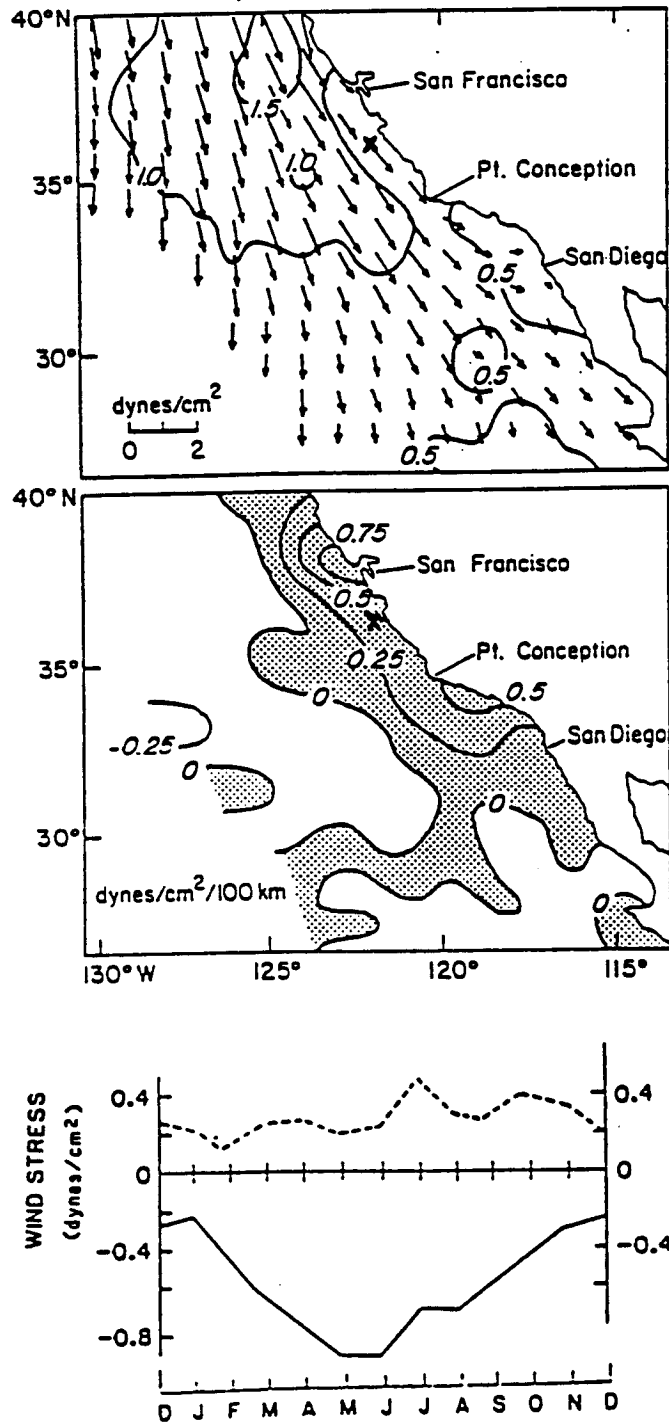 40°N
San Francisco
1.5
1.0
1.0
Pt. Conception
35°
San Diego
0.5
30°
0.5
dynes/cm²
0 2
0.5
40°N
0.75
San Francisco
0.5
0.25
Pt. Conception
35°
0
0.5
-0.25
San Diego
0
0
30°
dynes/cm²/100 km
0
130°W 125° 120° 115°
WIND STRESS
(dynes/cm²)
0.4 0.4
0 0
-0.4 -0.4
-0.8
D J F M A M J J A S O N D